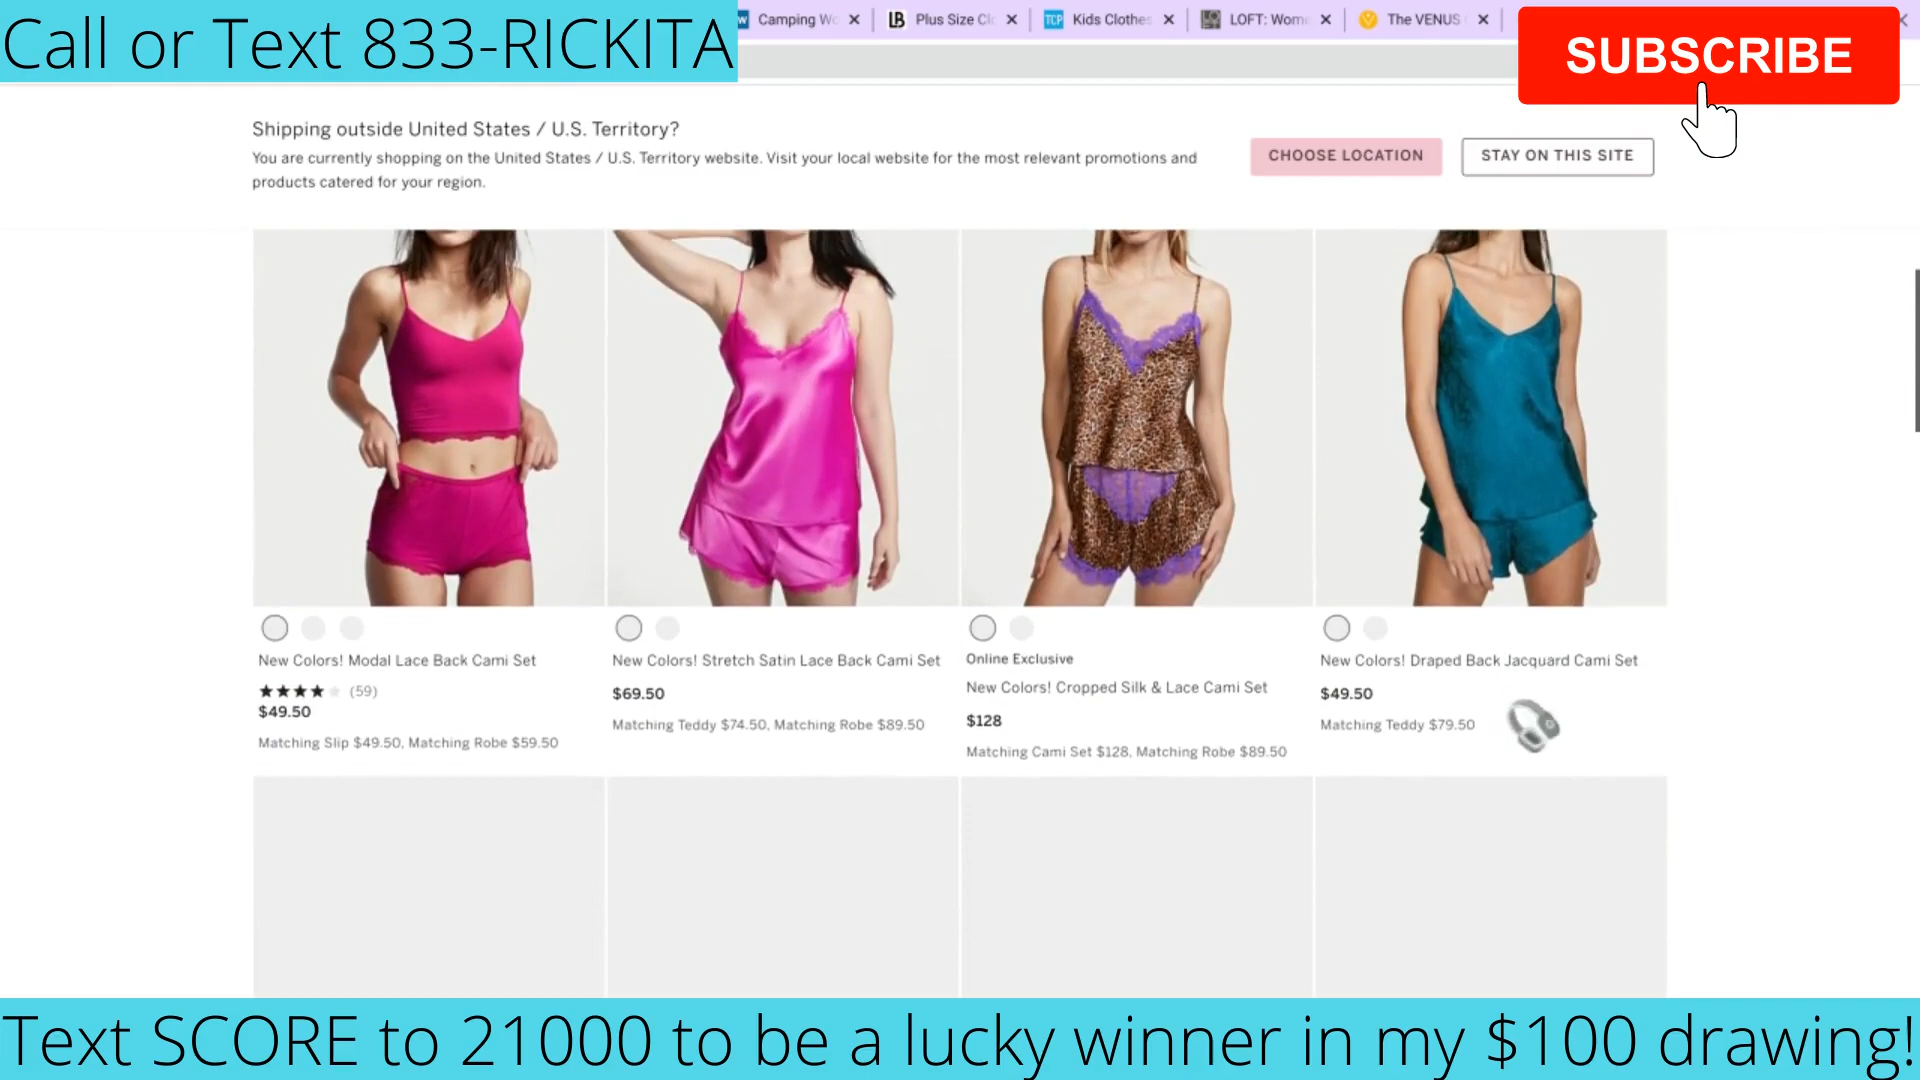 Call or Text 833-RICKITA
Camping Wo
LB Plus Size Clo
TCP Kids Clothes
LOFT: Wom
The VENUS
SUBSCRIBE
Shipping outside United States / U.S. Territory?
You are currently shopping on the United States / U.S. Territory website. Visit your local website for the most relevant promotions and
products catered for your region.
CHOOSE LOCATION
STAY ON THIS SITE
New Colors! Modal Lace Back Cami Set
(59)
$49.50
Matching Slip $49.50, Matching Robe $59.50
New Colors! Stretch Satin Lace Back Cami Set
$69.50
Matching Teddy $74.50, Matching Robe $89.50
Online Exclusive
New Colors! Cropped Silk & Lace Cami Set
$128
Matching Cami Set $128, Matching Robe $89.50
New Colors! Draped Back Jacquard Cami Set
$49.50
Matching Teddy $79.50
Text SCORE to 21000 to be a lucky winner in my $100 drawing!